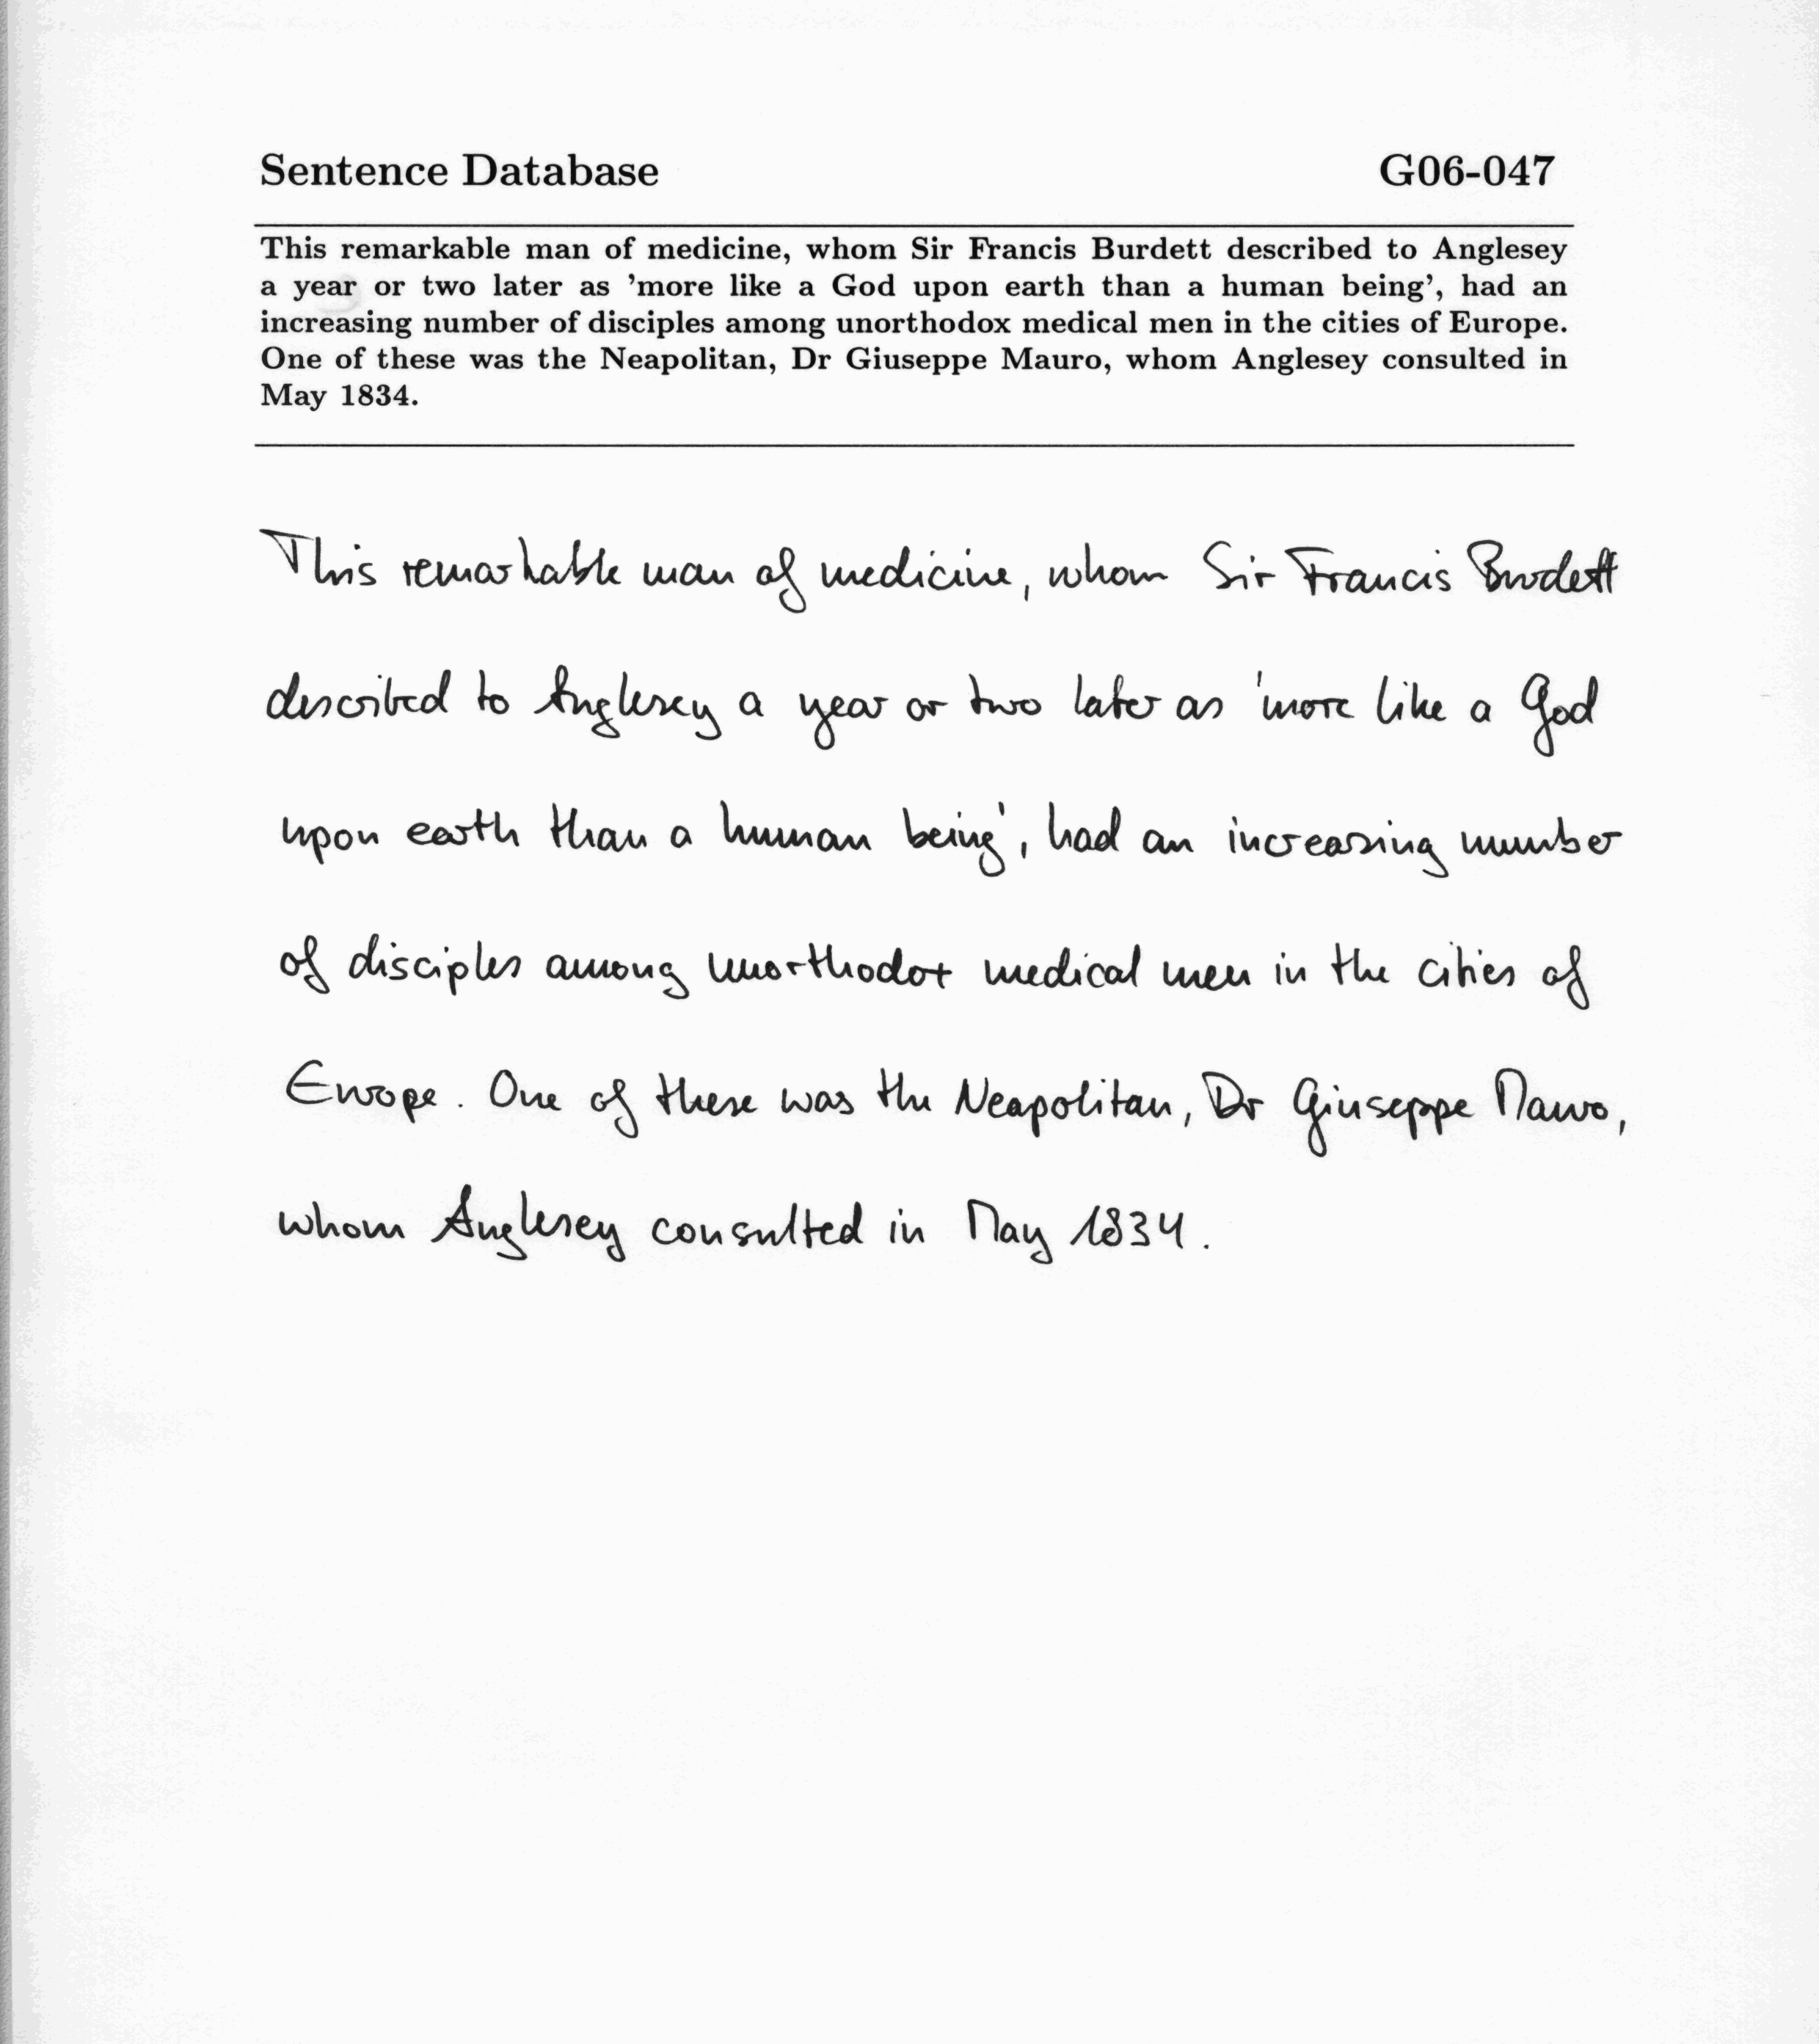 Sentence Database G06-047
This remarkable man of medicine, whom Sir Francis Burdett described to Anglesey
a year or two later as 'more like a God upon earth than a human being', had an
increasing number of disciples among unorthodox medical men in the cities of Europe.
One of these was the Neapolitan, Dr Giuseppe Mauro, whom Anglesey consulted in
May 1834.
This remarkable man of medicine, whom Sir Francis Burdett
described to Anglesey a year or two later as 'more like a God
upon earth than a human being', had an increasing number
of disciples among unorthodox medical men in the cities of
Europe. One of these was the Neapolitan, Dr Giuseppe Mauro,
whom Anglesey consulted in May 1834.